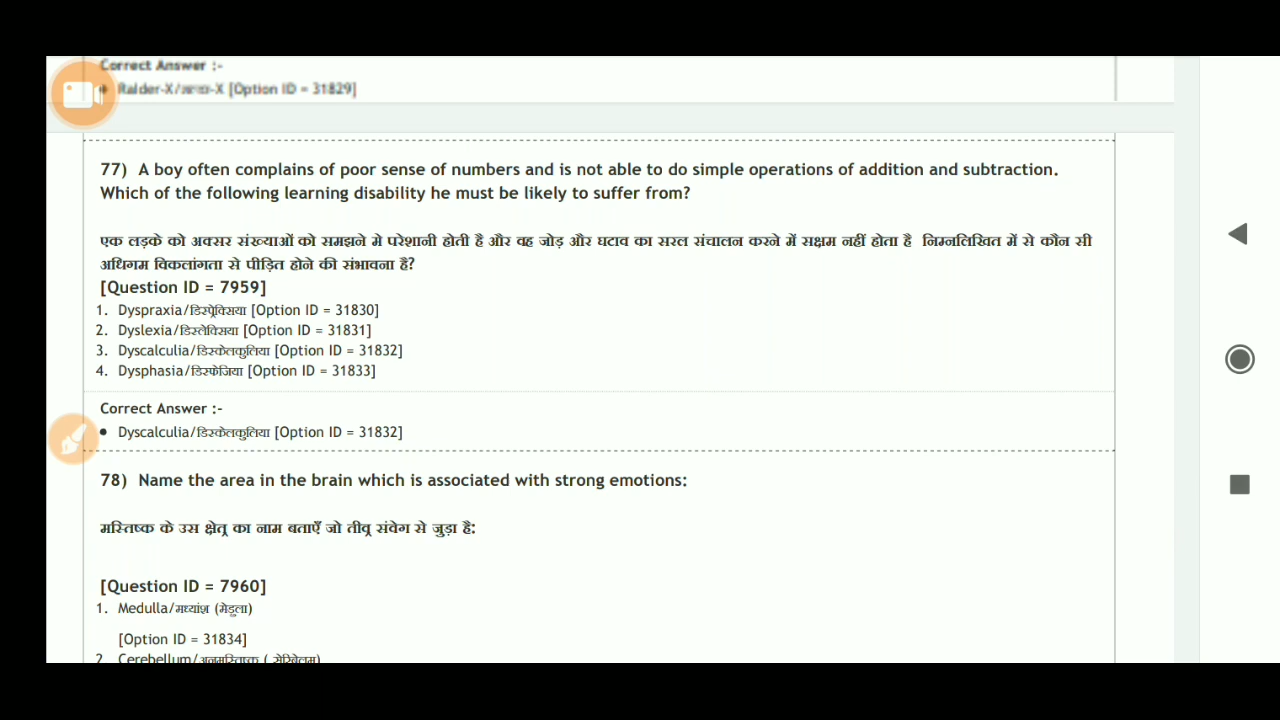 Correct Answer :-
Raider-X/ -X [Option ID = 31829]
77) A boy often complains of poor sense of numbers and is not able to do simple operations of addition and subtraction.
Which of the following learning disability he must be likely to suffer from?
एक लड़के को अक्सर संख्याओं को समझने मे परेशानी होती है और वह जोड़ और घटाव का सरल संचालन करने में सक्षम नहीं होता है निम्नलिखित में से कौन सी
अधिगम विकलांगता से पीड़ित होने की संभावना है?
[Question ID = 7959]
1. Dyspraxia/डिस्प्रेक्सिया [Option ID = 31830]
2. Dyslexia/डिस्लेक्सिया [Option ID = 31831]
3. Dyscalculia/डिस्केलकुलिया [Option ID = 31832]
4. Dysphasia/डिस्फेजिया [Option ID = 31833]
Correct Answer :-
• Dyscalculia/डिस्केलकुलिया [Option ID = 31832]
78) Name the area in the brain which is associated with strong emotions:
मस्तिष्क के उस क्षेत्र का नाम बताएँ जो तीव्र संवेग से जुड़ा है:
[Question ID = 7960]
1. Medulla/मध्यांश (मेडुला)
[Option ID = 31834]
2. Cerebellum/अनुमस्तिष्क ( सेरिबेलम)